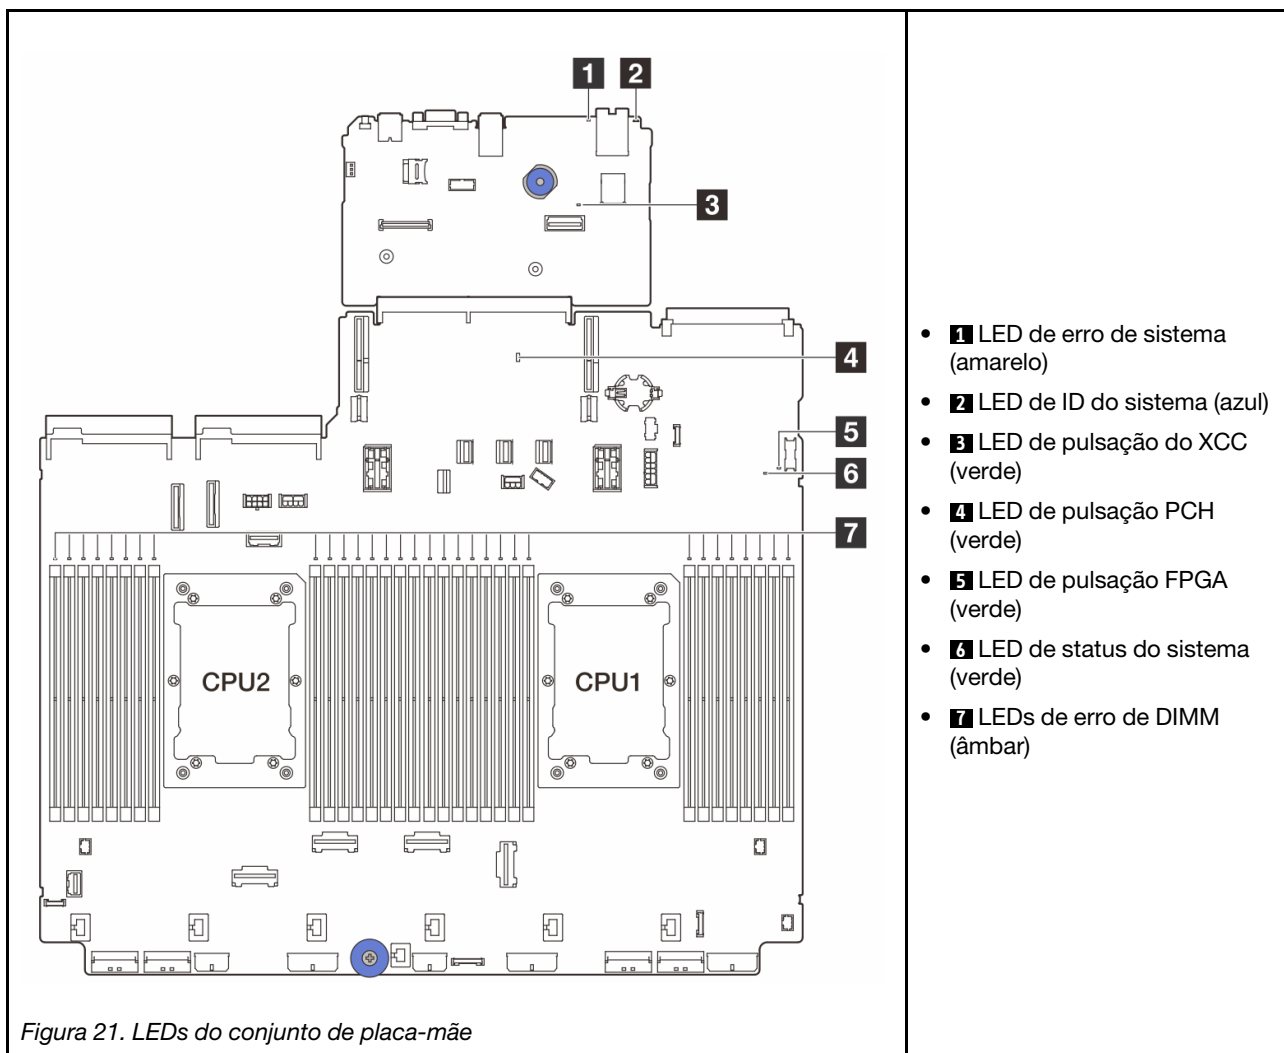 1 2
3
4
5
6
7
CPU2 CPU1
Figura 21. LEDs do conjunto de placa-mãe
• 1 LED de erro de sistema
(amarelo)
• 2 LED de ID do sistema (azul)
• 3 LED de pulsação do XCC
(verde)
• 4 LED de pulsação PCH
(verde)
• 5 LED de pulsação FPGA
(verde)
• 6 LED de status do sistema
(verde)
• 7 LEDs de erro de DIMM
(âmbar)